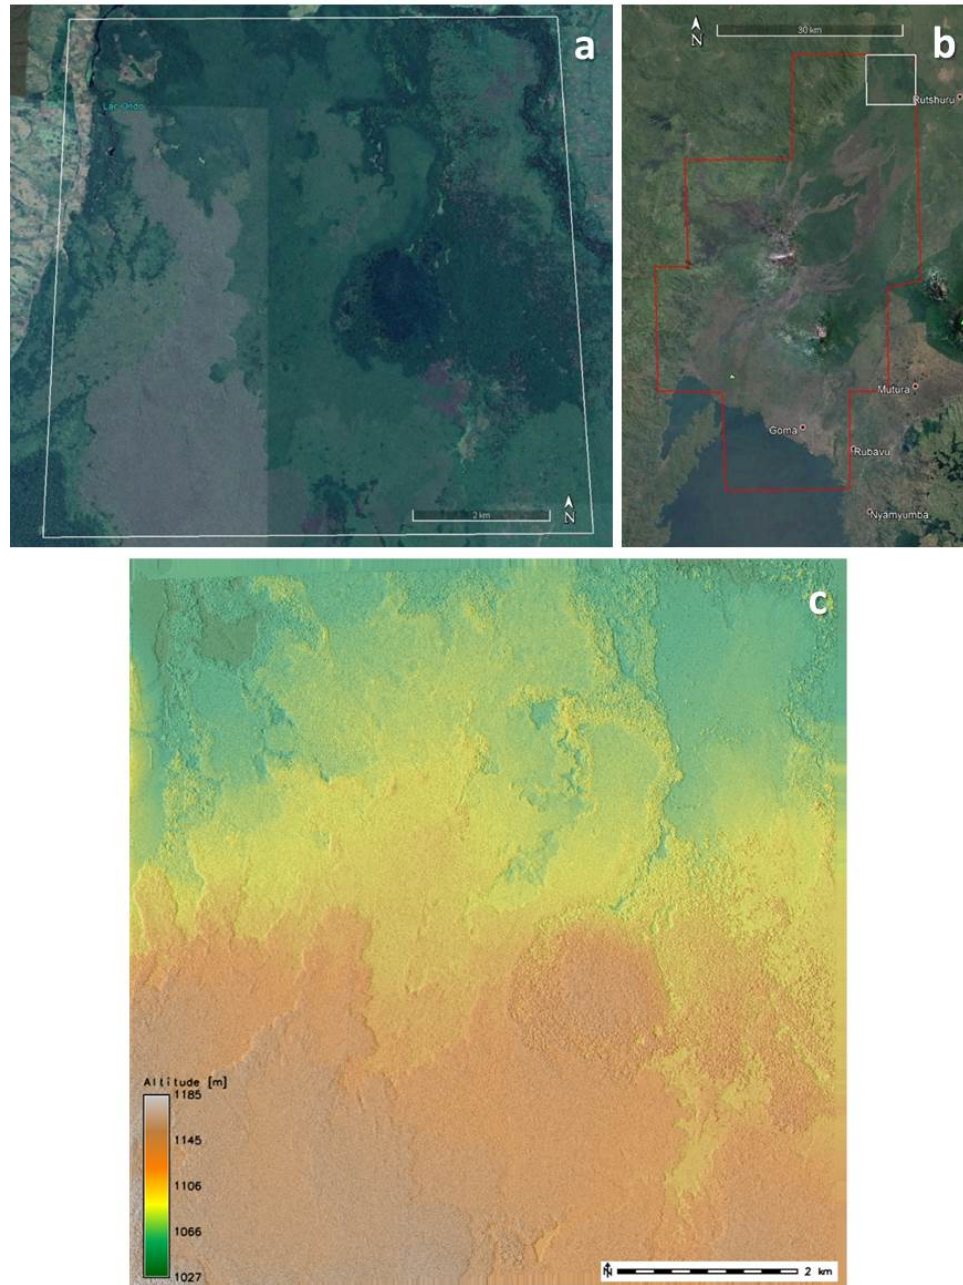 a
Lac Ondo
2 km
N
b
30 km
N
Rutshuru
Mutura
Goma
Rubavu
Nyamyumba
c
Altitude [m]
1185
1145
1106
1066
1027
N
2 km